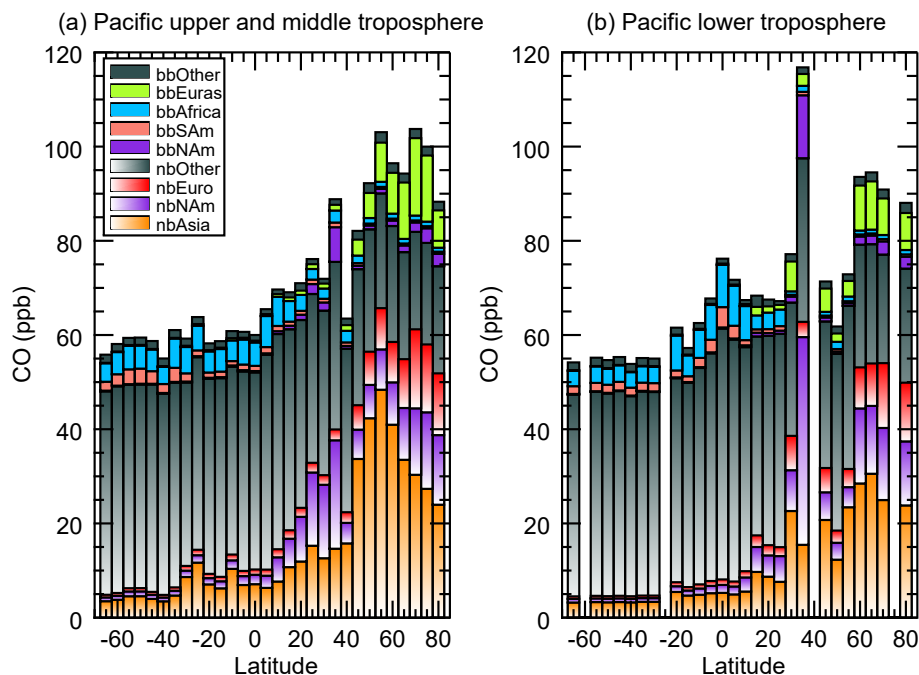 (a) Pacific upper and middle troposphere
(b) Pacific lower troposphere
120
100
80
60
40
20
0
CO (ppb)
bbOther
bbEuras
bbAfrica
bbSAm
bbNAm
nbOther
nbEuro
nbNAm
nbAsia
-60 -40 -20 0 20 40 60 80
Latitude
120
100
80
60
40
20
0
CO (ppb)
-60 -40 -20 0 20 40 60 80
Latitude